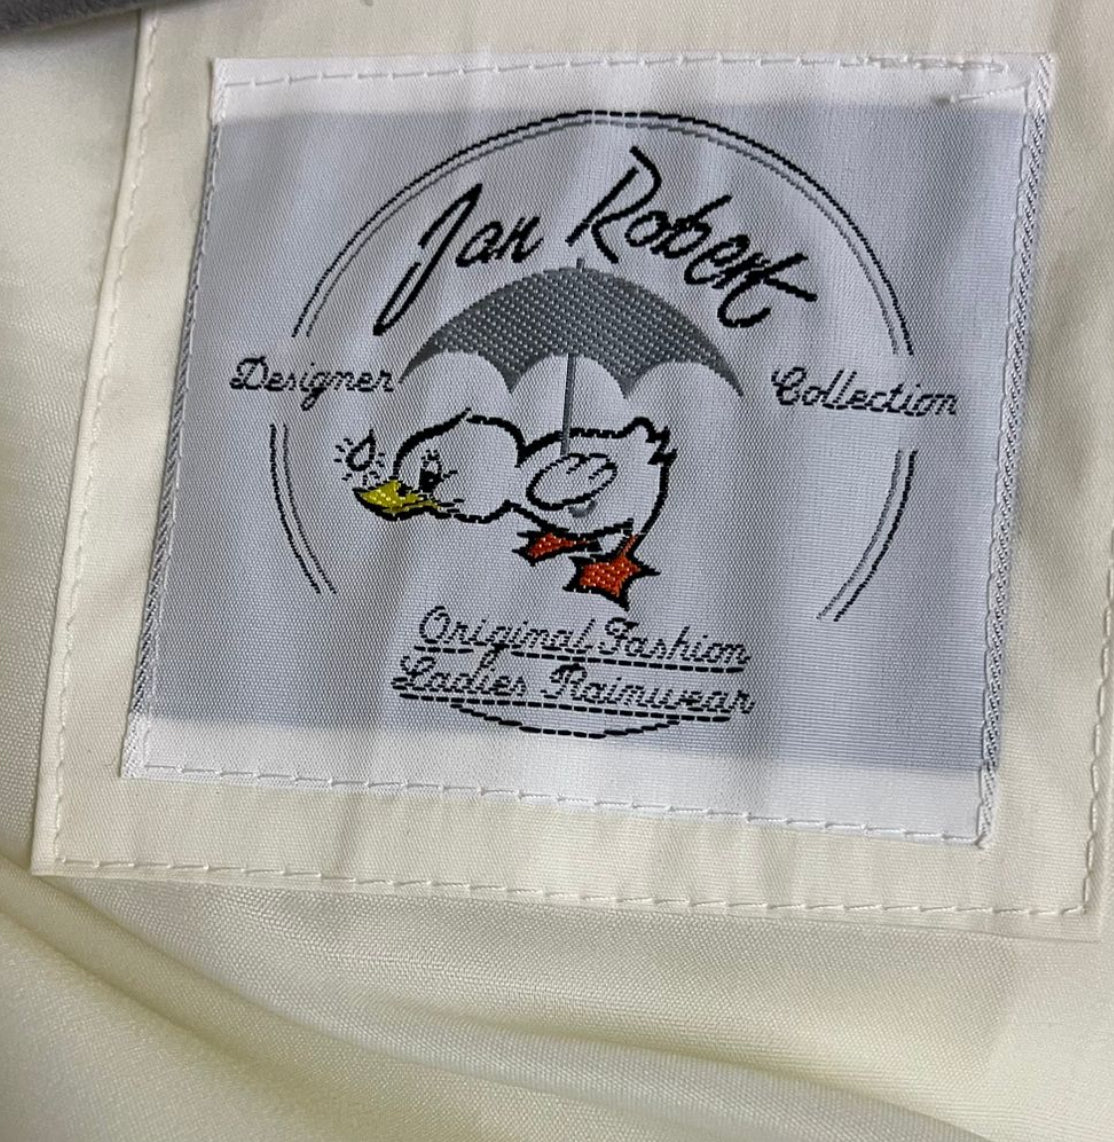 Jan Robert
Designer
Collection
Original Fashion
Ladies Rainwear